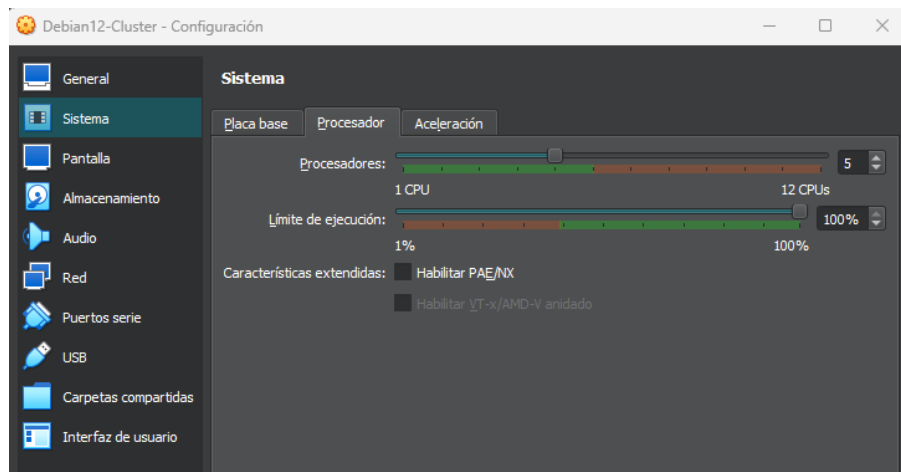 Debian12-Cluster - Configuración
General
Sistema
Pantalla
Almacenamiento
Audio
Red
Puertos serie
USB
Carpetas compartidas
Interfaz de usuario
Sistema
Placa base Procesador Aceleración
Procesadores: 5
1 CPU 12 CPUs
Límite de ejecución: 100%
1% 100%
Características extendidas: Habilitar PAE/NX
Habilitar VT-x/AMD-V anidado